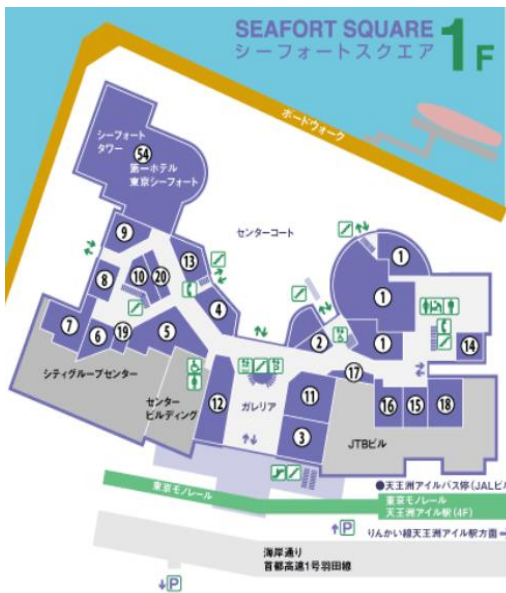 SEAFORT SQUARE
シーフォートスクエア
1F
ボードウォーク
シーフォート
タワー
54
第一ホテル
東京シーフォート
センターコート
9
13
1
8
10
20
1
4
7
6
19
5
2
1
14
シティグループセンター
センター
ビルディング
12
ガレリア
11
17
16
15
18
3
JTBビル
●天王洲アイルバス停(JALビ
東京モノレール
東京モノレール
天王洲アイル駅(4F)
P
りんかい線天王洲アイル駅方面
海岸通り
首都高速1号羽田線
P